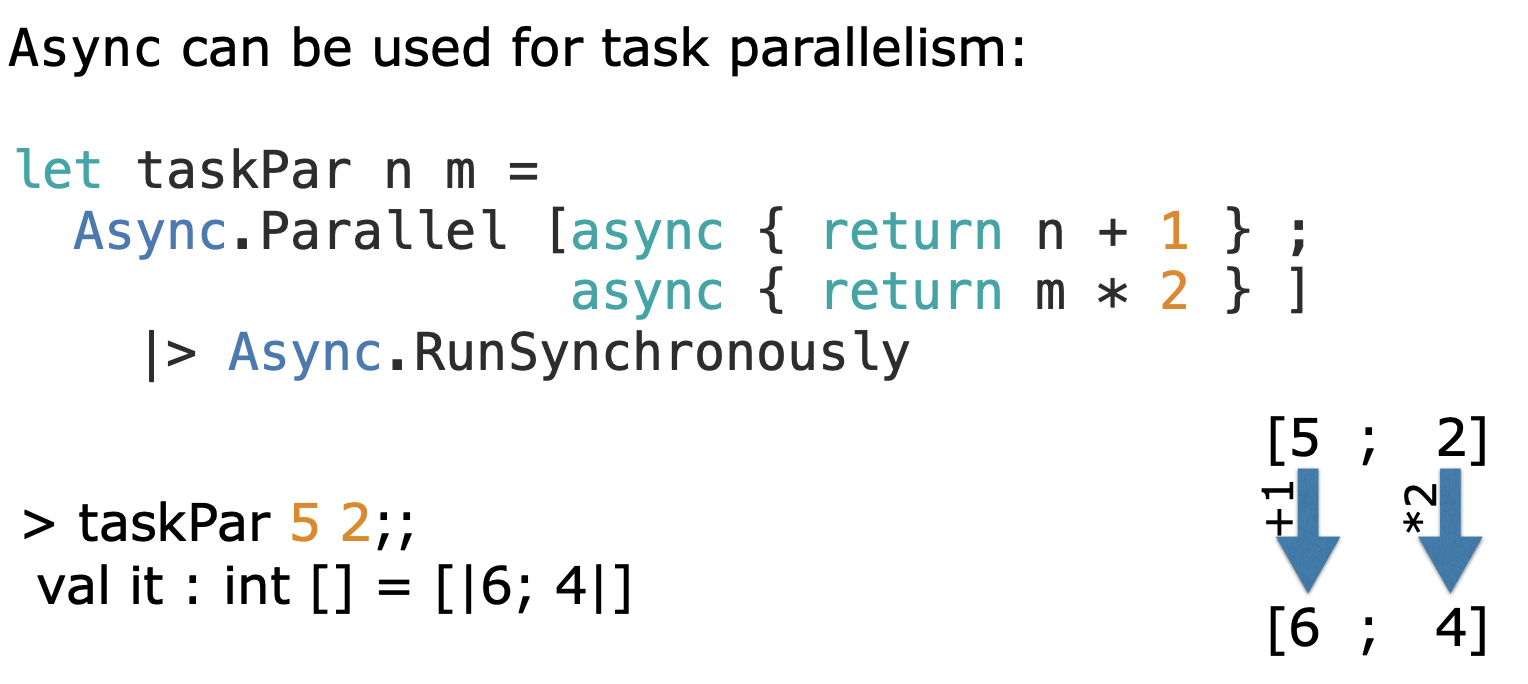 Async can be used for task parallelism:
let taskPar n m =
  Async.Parallel [async { return n + 1 } ;
                  async { return m * 2 } ]
    |> Async.RunSynchronously
> taskPar 5 2;;
val it : int [] = [|6; 4|]
[5 ; 2]
+1 *2
[6 ; 4]